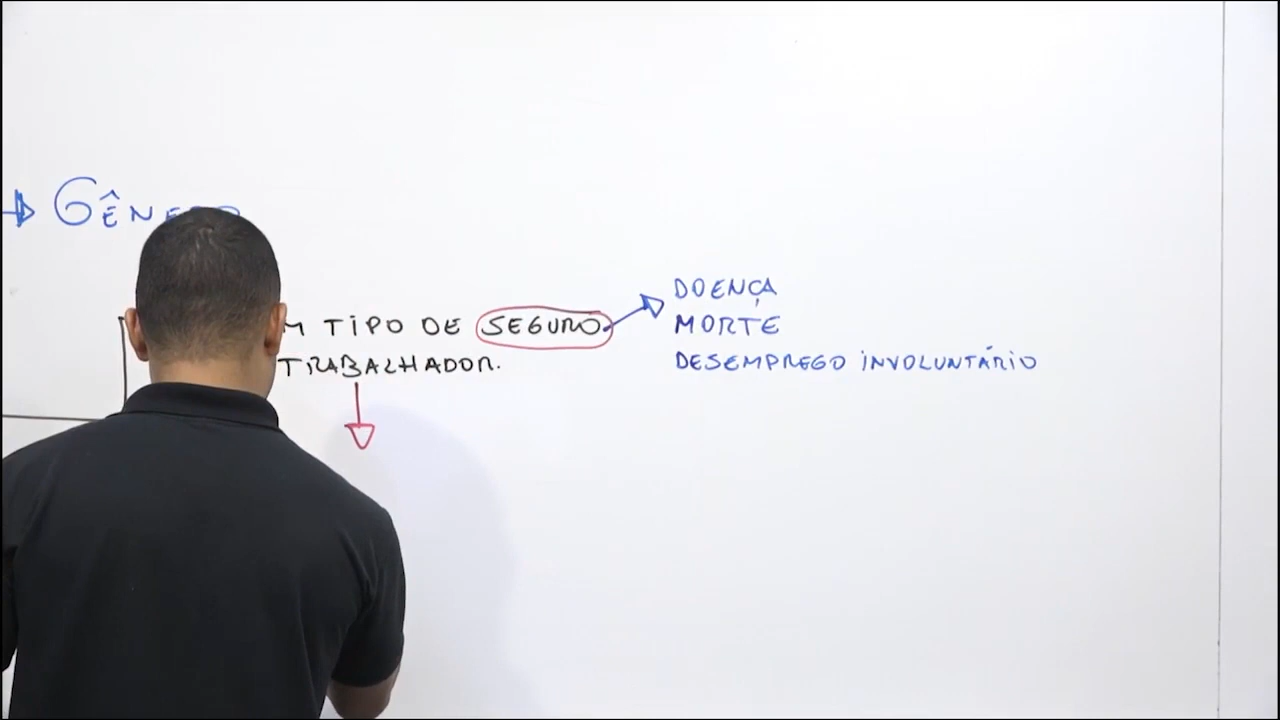 GÊNERO
M TIPO DE SEGURO
TRABALHADOR.
DOENÇA
MORTE
DESEMPREGO INVOLUNTÁRIO